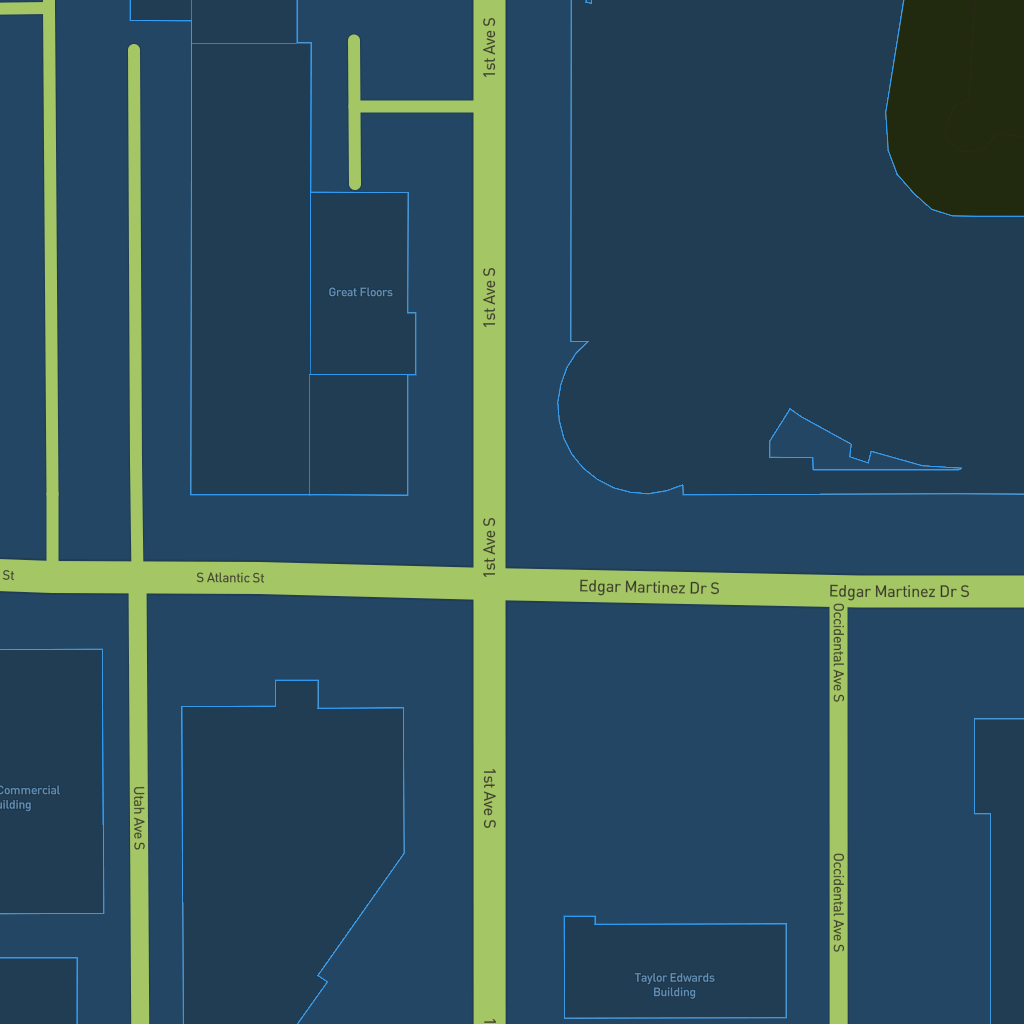 1st Ave S
1st Ave S
Great Floors
1st Ave S
St
S Atlantic St
Edgar Martinez Dr S
Edgar Martinez Dr S
Occidental Ave S
Commercial
1st Ave S
Utah Ave S
Occidental Ave S
Taylor Edwards
Building